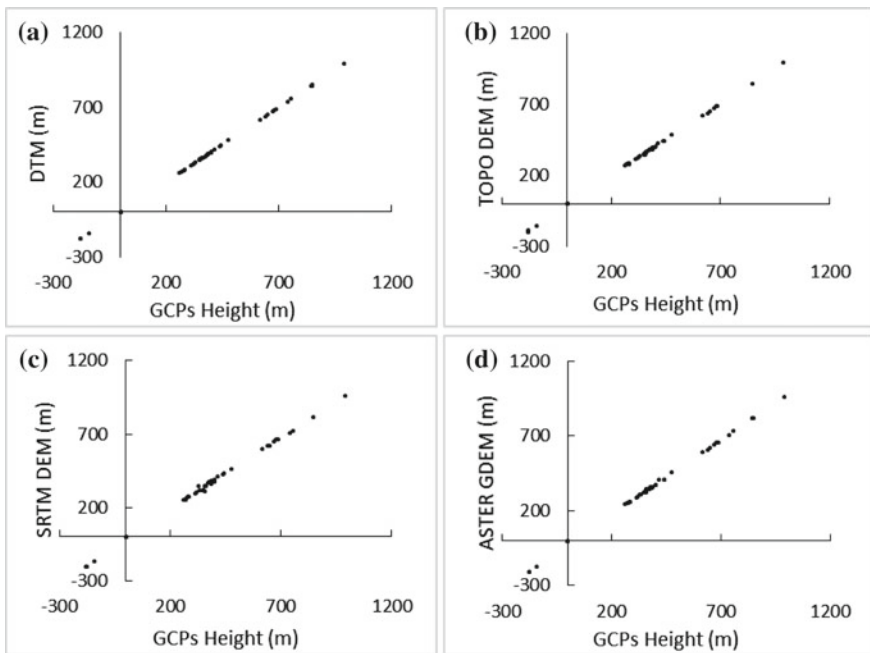 (a)
1200
700
200
-300
DTM (m)
-300 200 700 1200
GCPs Height (m)
(b)
1200
700
200
-300
TOPO DEM (m)
-300 200 700 1200
GCPs Height (m)
(c)
1200
700
200
-300
SRTM DEM (m)
-300 200 700 1200
GCPs Height (m)
(d)
1200
700
200
-300
ASTER GDEM (m)
-300 200 700 1200
GCPs Height (m)